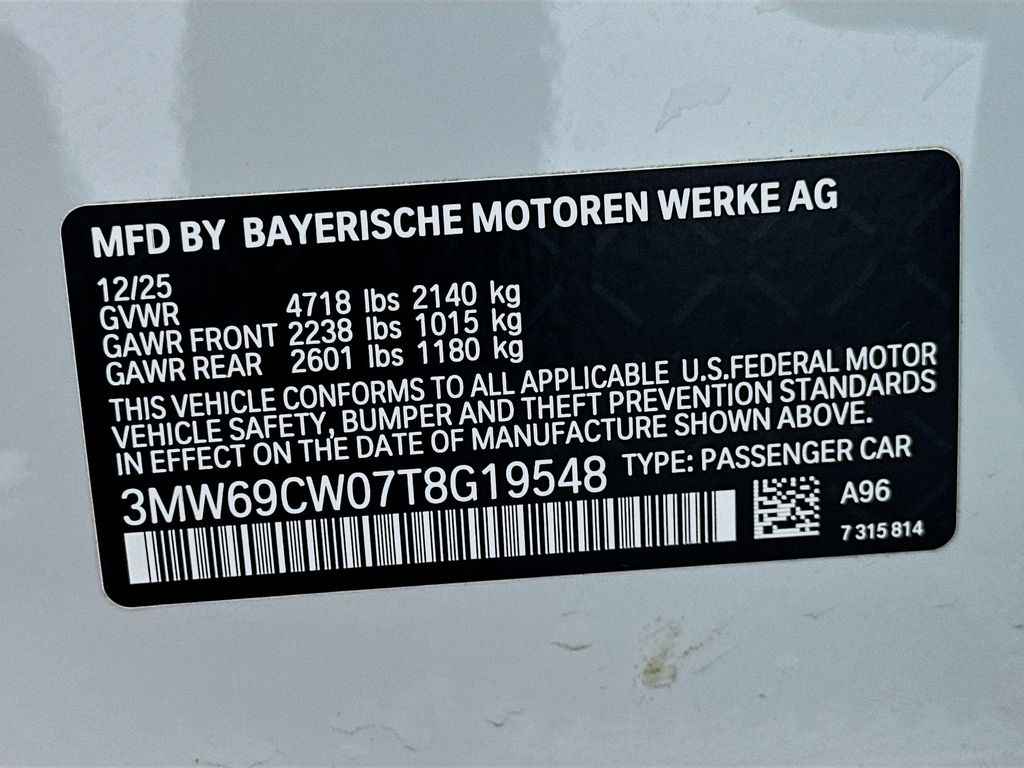 MFD BY BAYERISCHE MOTOREN WERKE AG
12/25
GVWR 4718 lbs 2140 kg
GAWR FRONT 2238 lbs 1015 kg
GAWR REAR 2601 lbs 1180 kg
THIS VEHICLE CONFORMS TO ALL APPLICABLE U.S.FEDERAL MOTOR
VEHICLE SAFETY, BUMPER AND THEFT PREVENTION STANDARDS
IN EFFECT ON THE DATE OF MANUFACTURE SHOWN ABOVE.
3MW69CW07T8G19548 TYPE: PASSENGER CAR
A96
7 315 814